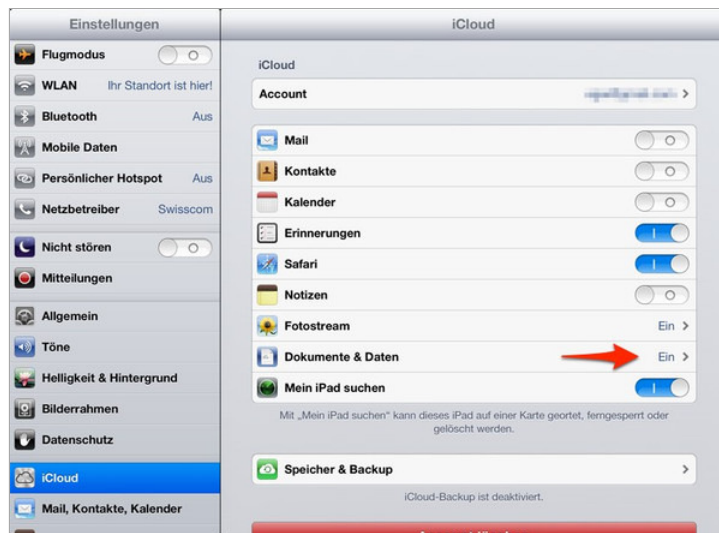 Einstellungen
iCloud
Flugmodus
WLAN Ihr Standort ist hier!
Bluetooth Aus
Mobile Daten
Persönlicher Hotspot Aus
Netzbetreiber Swisscom
Nicht stören
Mitteilungen
Allgemein
Töne
Helligkeit & Hintergrund
Bilderrahmen
Datenschutz
iCloud
Mail, Kontakte, Kalender
iCloud
Account
Mail
Kontakte
Kalender
Erinnerungen
Safari
Notizen
Fotostream Ein
Dokumente & Daten Ein
Mein iPad suchen
Mit „Mein iPad suchen“ kann dieses iPad auf einer Karte geortet, ferngesperrt oder
gelöscht werden.
Speicher & Backup
iCloud-Backup ist deaktiviert.